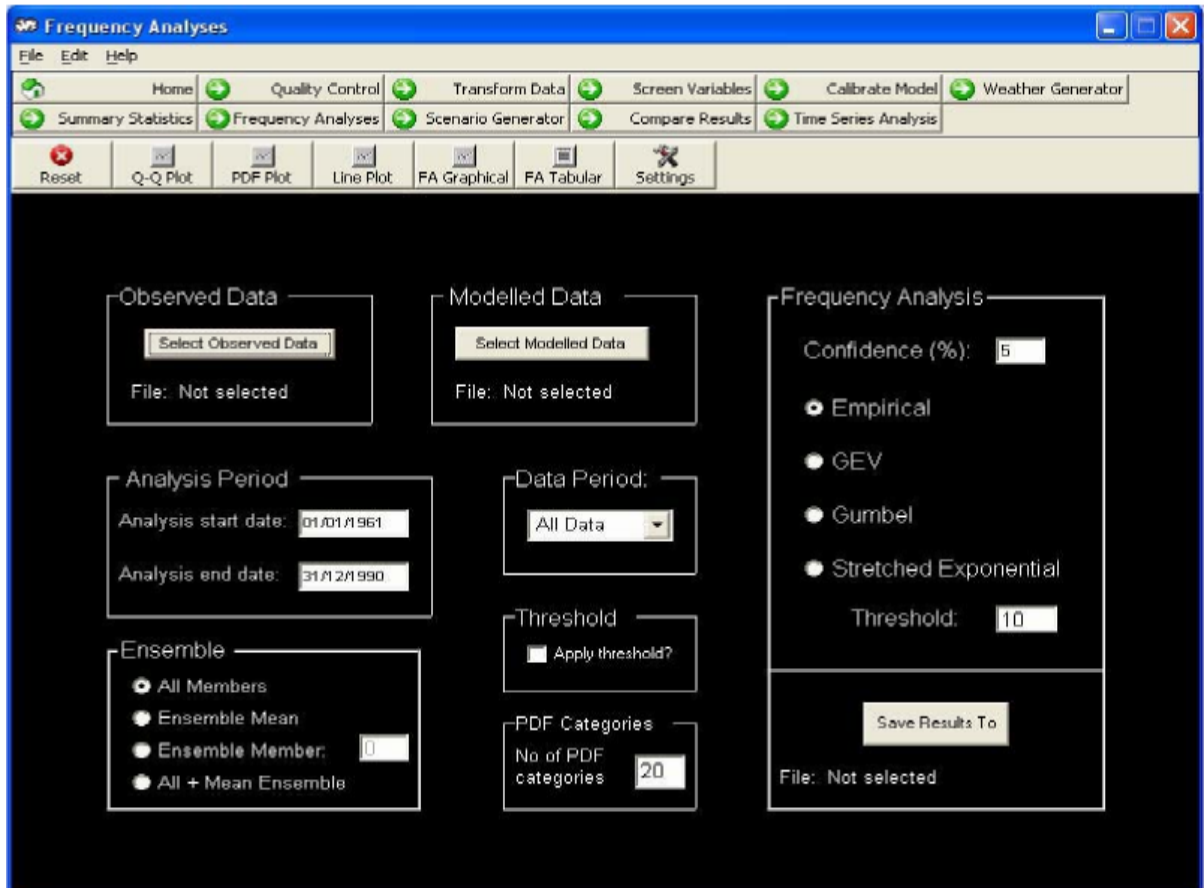 Frequency Analyses
File Edit Help
Home Quality Control Transform Data Screen Variables Calibrate Model Weather Generator
Summary Statistics Frequency Analyses Scenario Generator Compare Results Time Series Analysis
Reset Q-Q Plot PDF Plot Line Plot FA Graphical FA Tabular Settings
Observed Data
Select Observed Data
File: Not selected
Modelled Data
Select Modelled Data
File: Not selected
Analysis Period
Analysis start date: 01/01/1961
Analysis end date: 31/12/1990
Data Period:
All Data
Threshold
Apply threshold?
Ensemble
All Members
Ensemble Mean
Ensemble Member: 0
All + Mean Ensemble
PDF Categories
No of PDF
categories 20
Frequency Analysis
Confidence (%): 5
Empirical
GEV
Gumbel
Stretched Exponential
Threshold: 10
Save Results To
File: Not selected